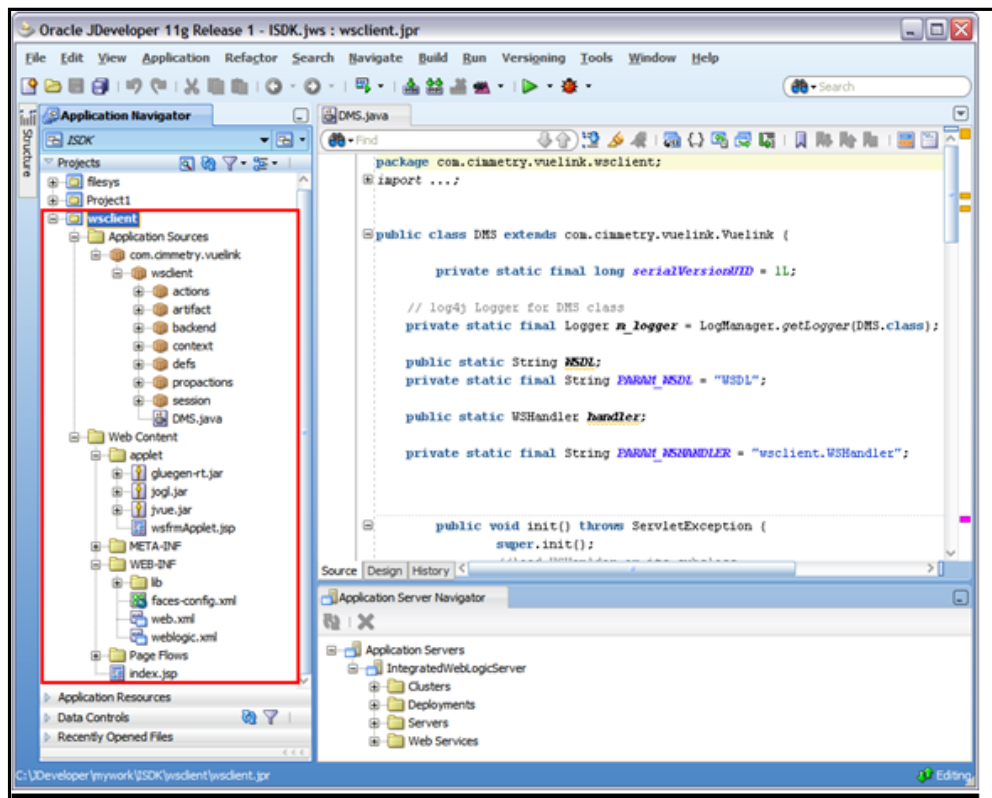 Oracle JDeveloper 11g Release 1 - ISDK.jws : wsclient.jpr
File Edit View Application Refactor Search Navigate Build Run Versioning Tools Window Help
Search
Structure
Application Navigator
ISDK
Projects
filesys
Project1
wsclient
Application Sources
com.cimmetry.vuelink
wsclient
actions
artifact
backend
context
defs
propactions
session
DMS.java
Web Content
applet
gluegen-rt.jar
jogl.jar
jvue.jar
wsfrmApplet.jsp
META-INF
WEB-INF
lib
faces-config.xml
web.xml
weblogic.xml
Page Flows
index.jsp
Application Resources
Data Controls
Recently Opened Files
DMS.java
Find
package com.cimmetry.vuelink.wsclient;
import ...;
public class DMS extends com.cimmetry.vuelink.Vuelink {
private static final long serialVersionUID = 1L;
// log4j Logger for DMS class
private static final Logger m_logger = LogManager.getLogger(DMS.class);
public static String WSDL;
private static final String PARAM_WSDL = "WSDL";
public static WSHandler handler;
private static final String PARAM_WSHANDLER = "wsclient.WSHandler";
public void init() throws ServletException {
super.init();
Source Design History
Application Server Navigator
Application Servers
IntegratedWebLogicServer
Clusters
Deployments
Servers
Web Services
C:\JDeveloper\mywork\ISDK\wsclient\wsclient.jpr
Editing